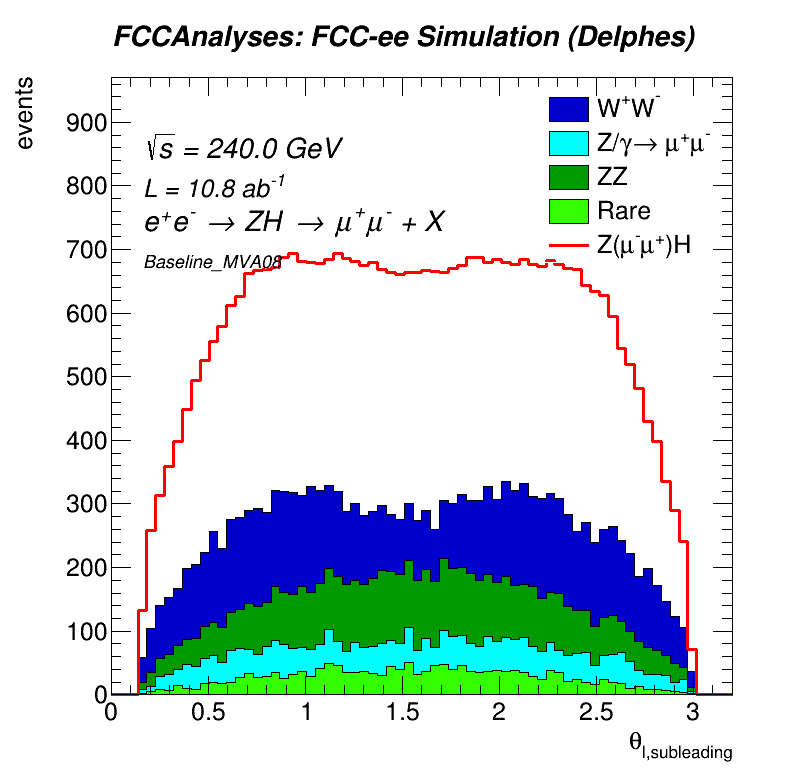 FCCAnalyses: FCC-ee Simulation (Delphes)
events
√s = 240.0 GeV
L = 10.8 ab⁻¹
e⁺e⁻ → ZH → μ⁺μ⁻ + X
Baseline_MVA08
W⁺W⁻
Z/γ→ μ⁺μ⁻
ZZ
Rare
Z(μ⁻μ⁺)H
900
800
700
600
500
400
300
200
100
0
0 0.5 1 1.5 2 2.5 3
θl,subleading